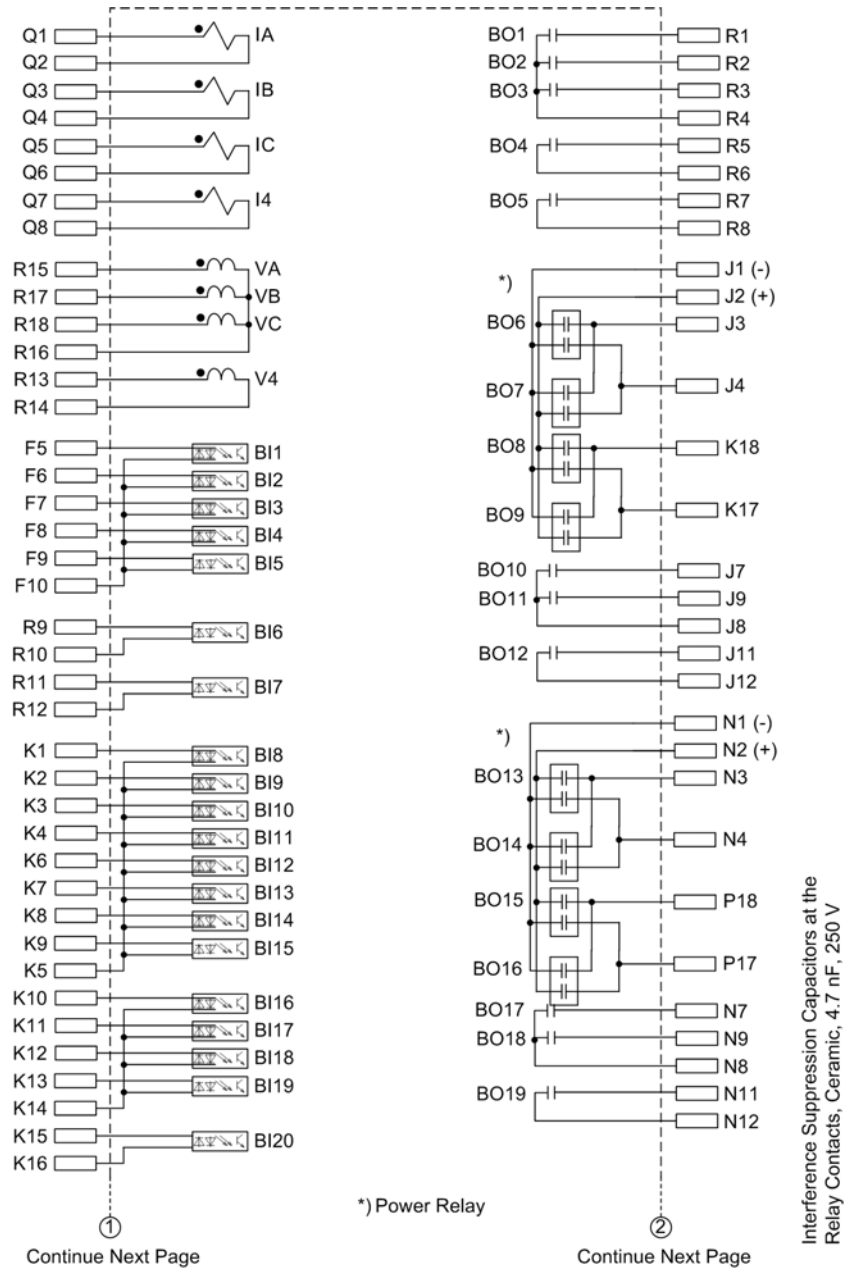 Q1 IA
Q2
Q3 IB
Q4
Q5 IC
Q6
Q7 I4
Q8
R15 VA
R17 VB
R18 VC
R16
R13 V4
R14
F5 BI1
F6 BI2
F7 BI3
F8 BI4
F9 BI5
F10
R9 BI6
R10
R11 BI7
R12
K1 BI8
K2 BI9
K3 BI10
K4 BI11
K6 BI12
K7 BI13
K8 BI14
K9 BI15
K5
K10 BI16
K11 BI17
K12 BI18
K13 BI19
K14
K15 BI20
K16
BO1 R1
BO2 R2
BO3 R3
R4
BO4 R5
R6
BO5 R7
R8
J1 (-)
*)
J2 (+)
BO6 J3
BO7 J4
BO8 K18
BO9 K17
BO10 J7
BO11 J9
J8
BO12 J11
J12
N1 (-)
*)
N2 (+)
BO13 N3
BO14 N4
BO15 P18
BO16 P17
BO17 N7
BO18 N9
N8
BO19 N11
N12
*) Power Relay
1
Continue Next Page
2
Continue Next Page
Interference Suppression Capacitors at the
Relay Contacts, Ceramic, 4.7 nF, 250 V